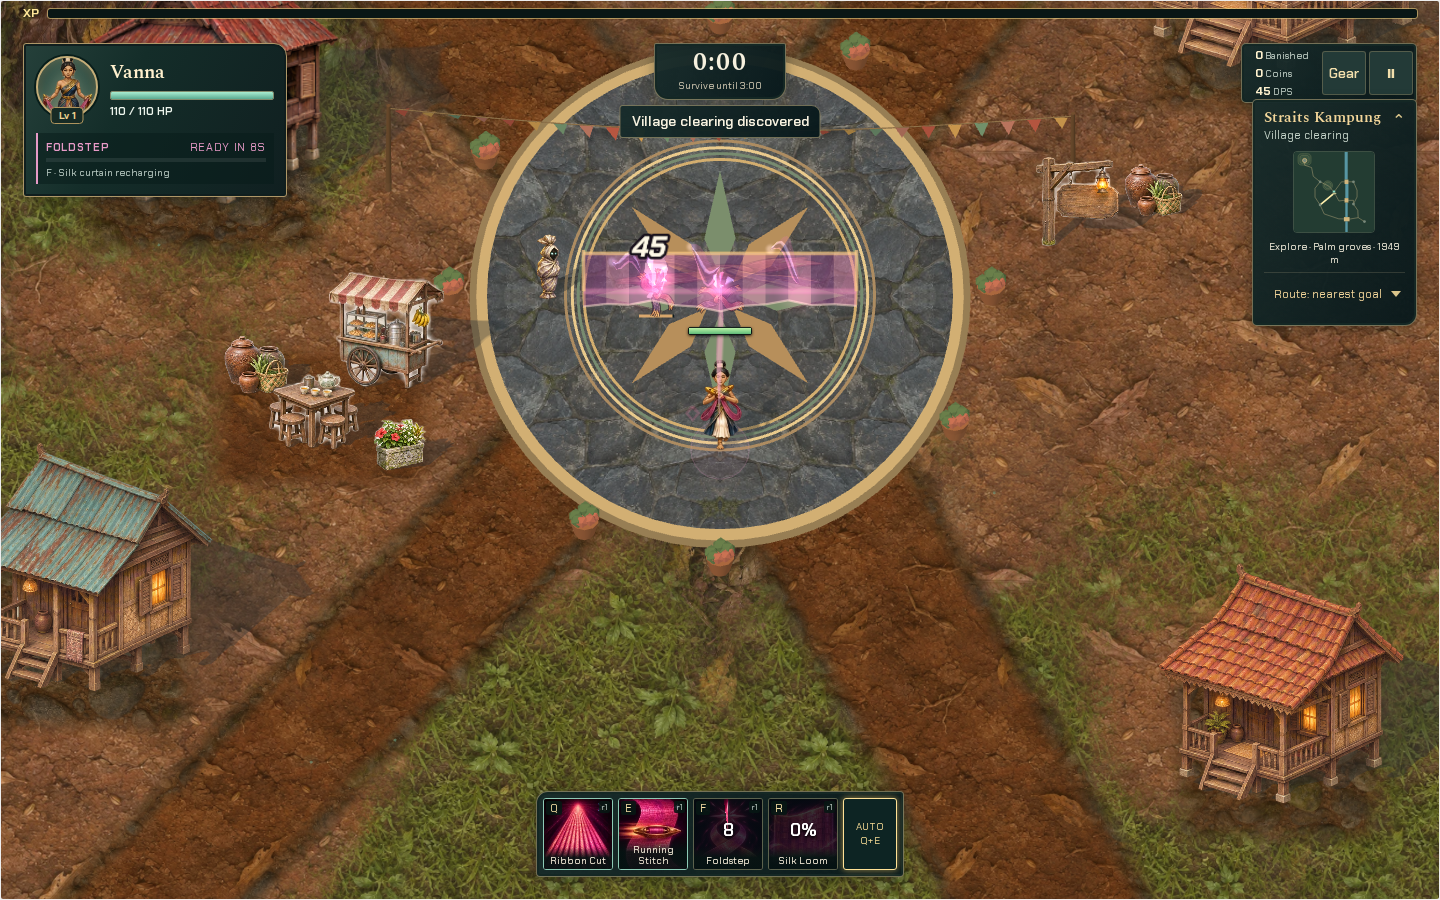 XP
Vanna
Lv 1
110 / 110 HP
FOLDSTEP READY IN 8S
F · Silk curtain recharging
0:00
Survive until 3:00
Village clearing discovered
0 Banished
0 Coins
45 DPS
Gear
Straits Kampung
Village clearing
Explore · Palm groves · 1949
m
Route: nearest goal
45
Q r1
Ribbon Cut
E r1
Running
Stitch
F r1
8
Foldstep
R r1
0%
Silk Loom
AUTO
Q+E